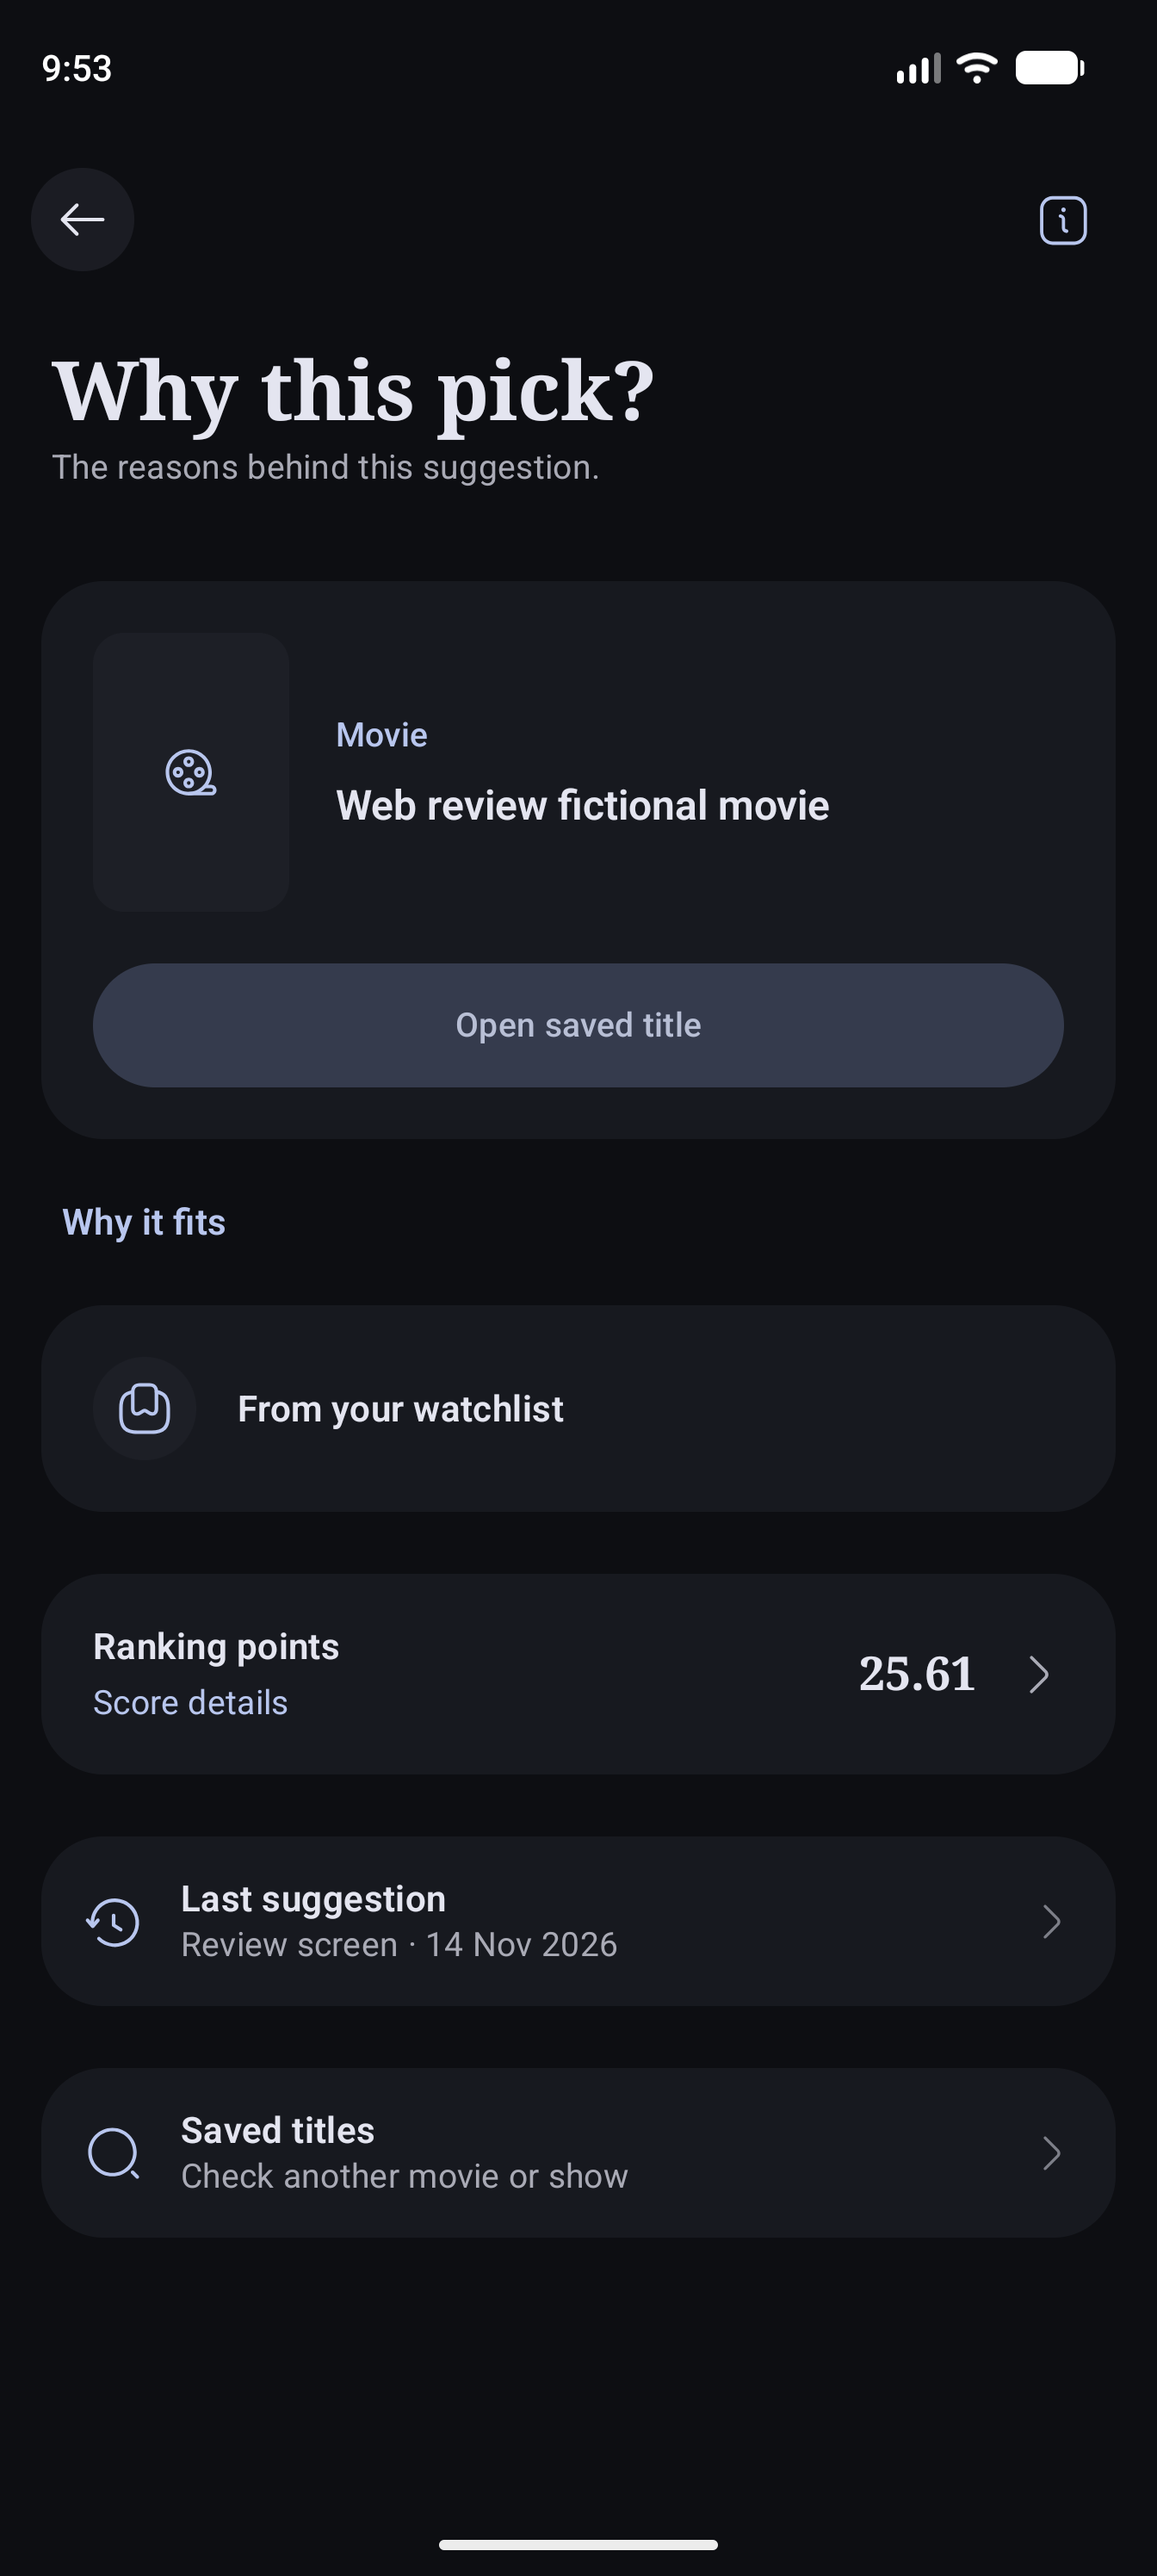 9:53
Why this pick?
The reasons behind this suggestion.
Movie
Web review fictional movie
Open saved title
Why it fits
From your watchlist
Ranking points
Score details
25.61
Last suggestion
Review screen · 14 Nov 2026
Saved titles
Check another movie or show